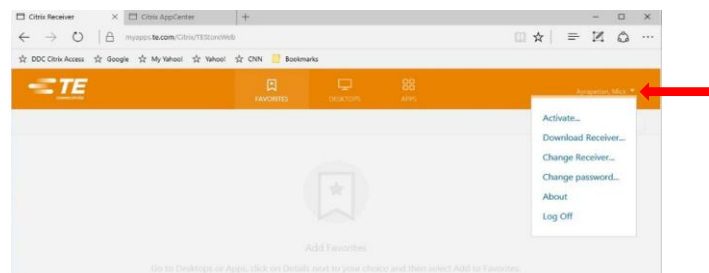 Citrix Receiver
Citrix AppCenter
myapps.te.com/Citrix/TEStoreWeb
DDC Citrix Access
Google
My Yahoo!
Yahoo!
CNN
Bookmarks
TE
FAVORITES
DESKTOPS
APPS
Mick
Activate...
Download Receiver...
Change Receiver...
Change password...
About
Log Off
Add Favorites
Go to Desktops or Apps, click on Details next to your choice and then select Add to Favorites.